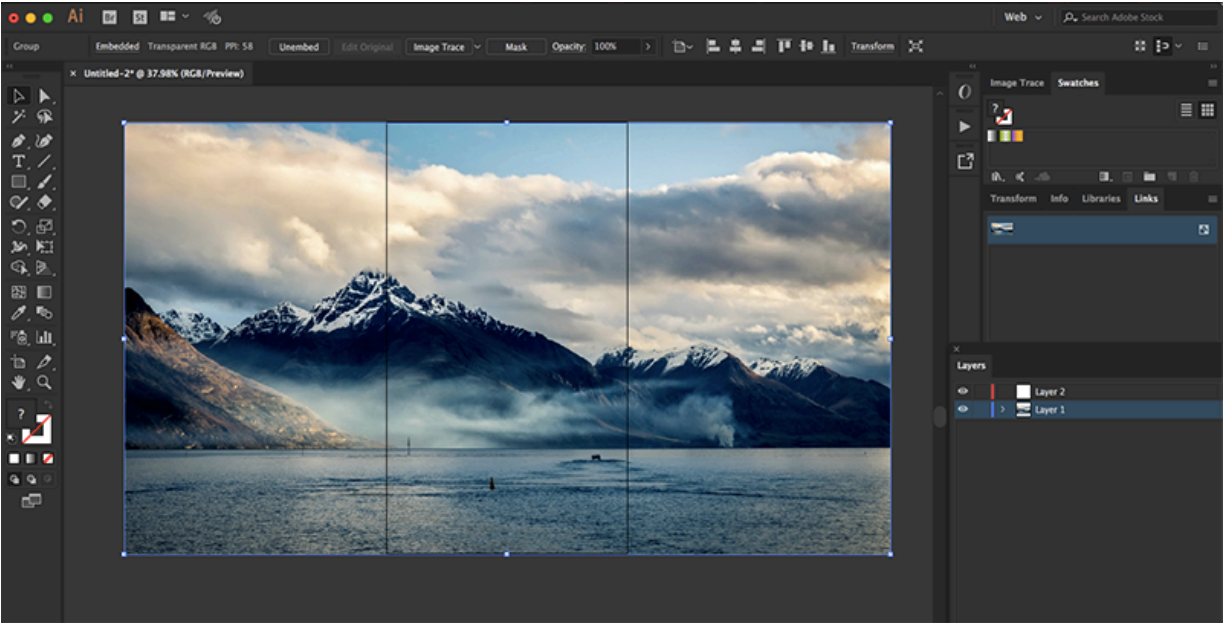 Ai Br St Web Search Adobe Stock
Group Embedded Transparent RGB PPI: 58 Unembed Edit Original Image Trace Mask Opacity: 100% Transform
× Untitled-2* @ 37.98% (RGB/Preview)
Image Trace Swatches
?
Transform Info Libraries Links
Layers
Layer 2
Layer 1
T
?